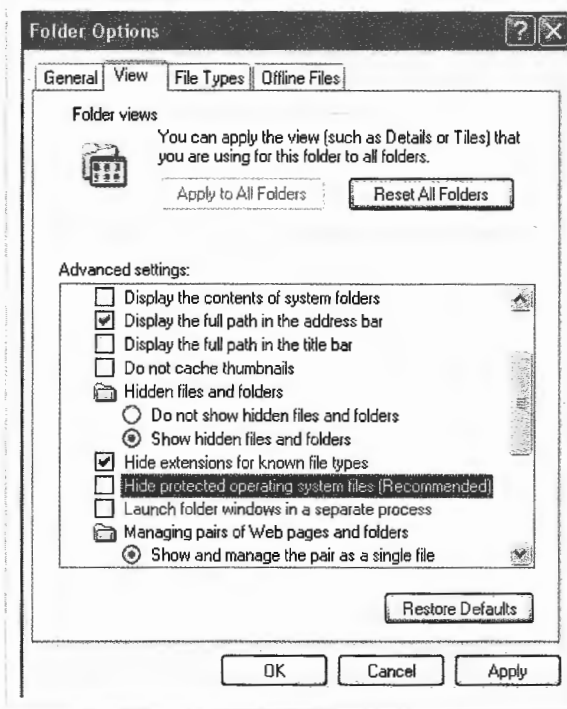 Folder Options
General View File Types Offline Files
Folder views
You can apply the view (such as Details or Tiles) that
you are using for this folder to all folders.
Apply to All Folders Reset All Folders
Advanced settings:
Display the contents of system folders
Display the full path in the address bar
Display the full path in the title bar
Do not cache thumbnails
Hidden files and folders
Do not show hidden files and folders
Show hidden files and folders
Hide extensions for known file types
Hide protected operating system files (Recommended)
Launch folder windows in a separate process
Managing pairs of Web pages and folders
Show and manage the pair as a single file
Restore Defaults
OK Cancel Apply